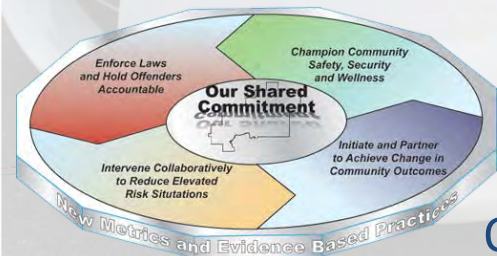 Enforce Laws
and Hold Offenders
Accountable
Champion Community
Safety, Security
and Wellness
Our Shared
Commitment
Intervene Collaboratively
to Reduce Elevated
Risk Situtations
Initiate and Partner
to Achieve Change in
Community Outcomes
New Metrics and Evidence Based Practices